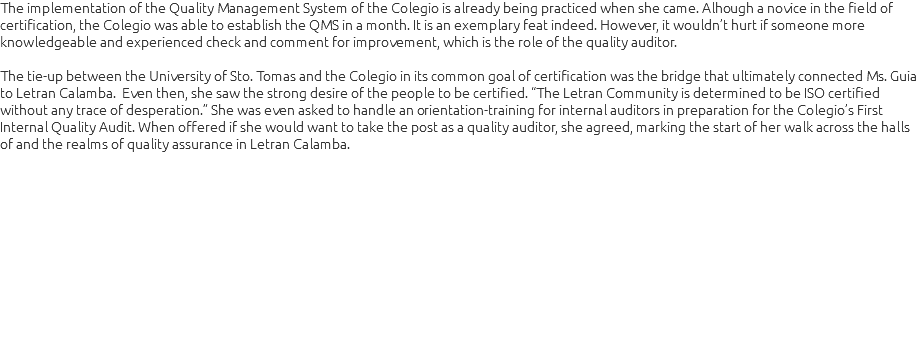 The implementation of the Quality Management System of the Colegio is already being practiced when she came. Alhough a novice in the field of
certification, the Colegio was able to establish the QMS in a month. It is an exemplary feat indeed. However, it wouldn’t hurt if someone more
knowledgeable and experienced check and comment for improvement, which is the role of the quality auditor.

The tie-up between the University of Sto. Tomas and the Colegio in its common goal of certification was the bridge that ultimately connected Ms. Guia
to Letran Calamba.  Even then, she saw the strong desire of the people to be certified. “The Letran Community is determined to be ISO certified
without any trace of desperation.” She was even asked to handle an orientation-training for internal auditors in preparation for the Colegio’s First
Internal Quality Audit. When offered if she would want to take the post as a quality auditor, she agreed, marking the start of her walk across the halls
of and the realms of quality assurance in Letran Calamba.